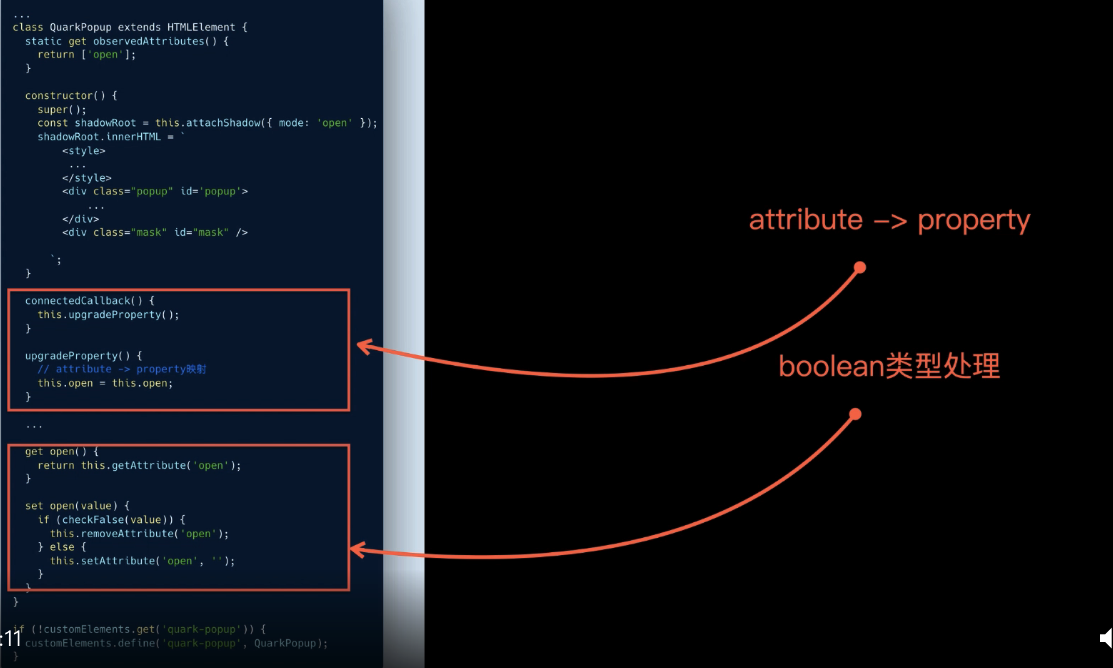 ...
class QuarkPopup extends HTMLElement {
static get observedAttributes() {
return ['open'];
}
constructor() {
super();
const shadowRoot = this.attachShadow({ mode: 'open' });
shadowRoot.innerHTML = `
<style>
...
</style>
<div class="popup" id='popup'>
...
</div>
<div class="mask" id="mask" />
`;
}
connectedCallback() {
this.upgradeProperty();
}
upgradeProperty() {
// attribute -> property映射
this.open = this.open;
}
...
get open() {
return this.getAttribute('open');
}
set open(value) {
if (checkFalse(value)) {
this.removeAttribute('open');
} else {
this.setAttribute('open', '');
}
}
}
if (!customElements.get('quark-popup')) {
customElements.define('quark-popup', QuarkPopup);
}
:11
attribute -> property
boolean类型处理